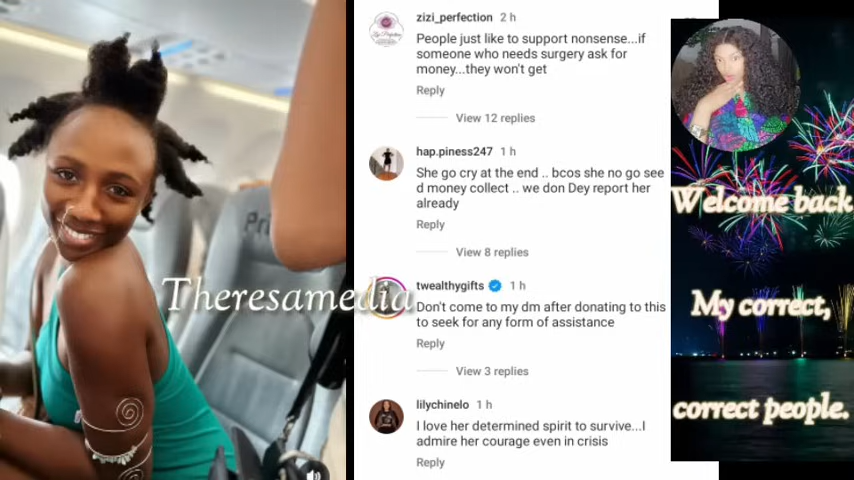 Pri
Theresamedia
zizi_perfection 2 h
People just like to support nonsense...if
someone who needs surgery ask for
money...they won't get
Reply
View 12 replies
hap.piness247 1 h
She go cry at the end .. bcos she no go see
d money collect .. we don Dey report her
already
Reply
View 8 replies
twealthygifts 1 h
Don't come to my dm after donating to this
to seek for any form of assistance
Reply
View 3 replies
lilychinelo 1 h
I love her determined spirit to survive...I
admire her courage even in crisis
Reply
Welcome back
My correct,
correct people.